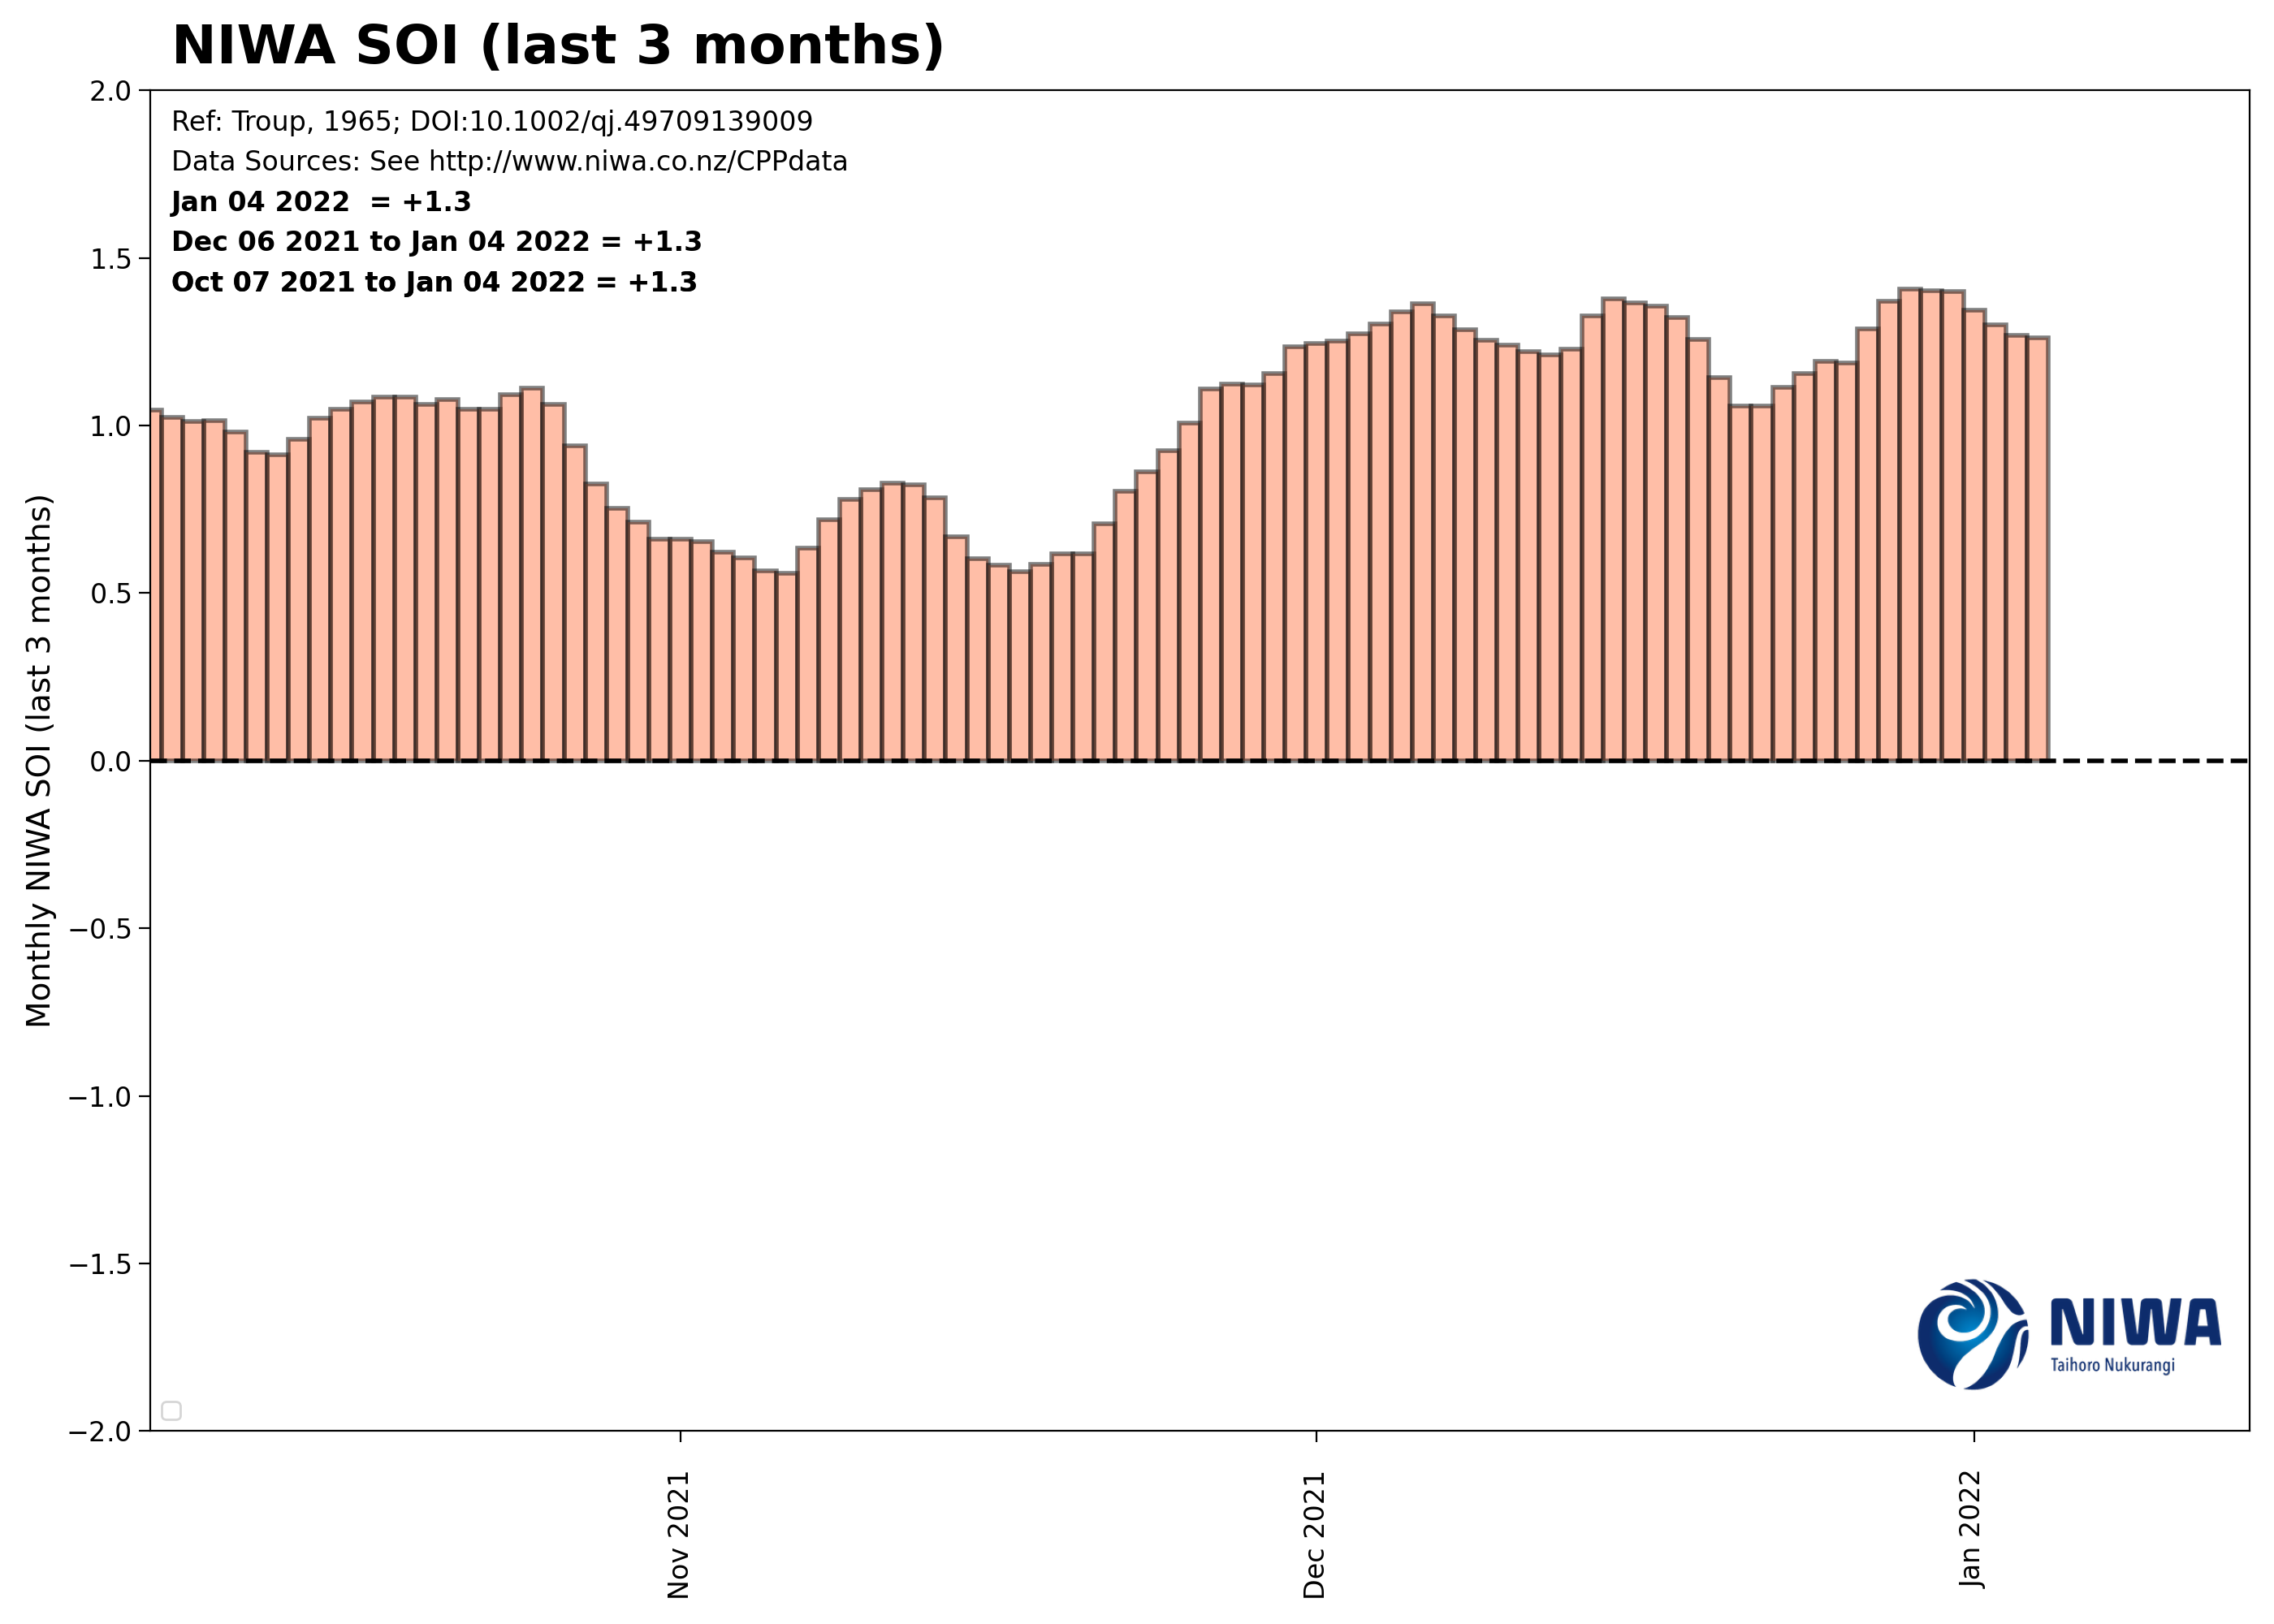 NIWA SOI (last 3 months)
Ref: Troup, 1965; DOI:10.1002/qj.49709139009
Data Sources: See http://www.niwa.co.nz/CPPdata
Jan 04 2022  = +1.3
Dec 06 2021 to Jan 04 2022 = +1.3
Oct 07 2021 to Jan 04 2022 = +1.3
Monthly NIWA SOI (last 3 months)
2.0
1.5
1.0
0.5
0.0
−0.5
−1.0
−1.5
−2.0
Nov 2021
Dec 2021
Jan 2022
NIWA
Taihoro Nukurangi